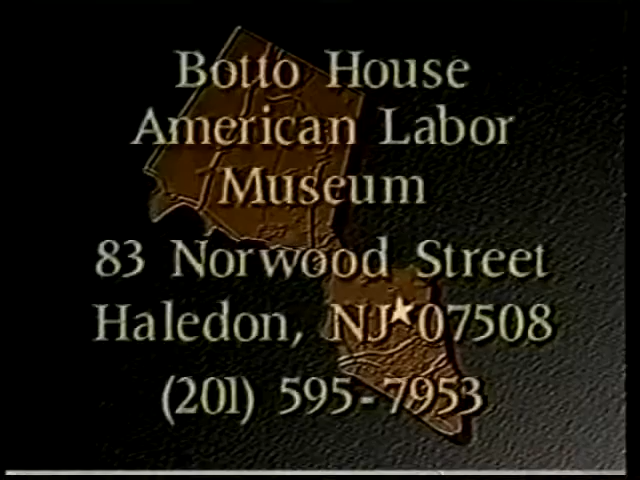 Botto House
American Labor
Museum
83 Norwood Street
Haledon, NJ 07508
(201) 595-7953